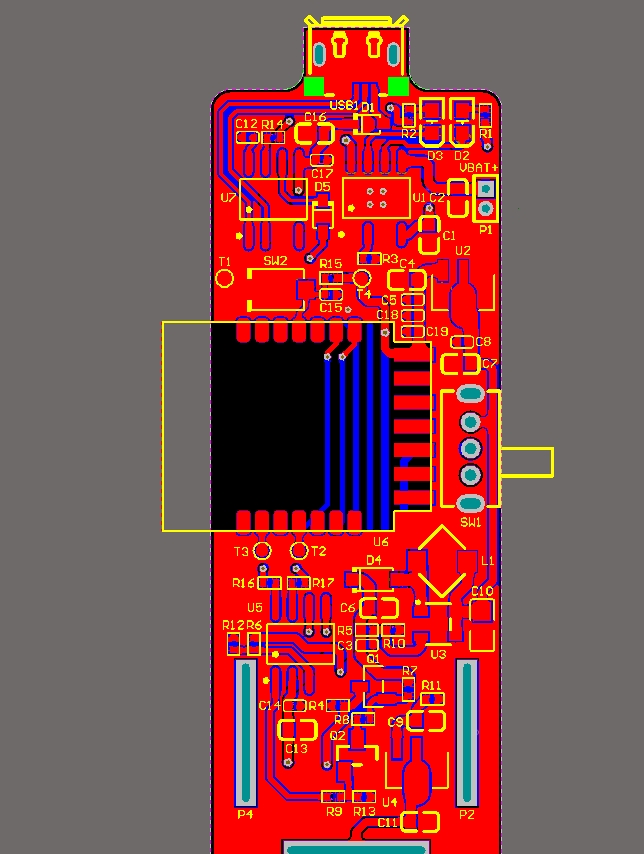 USB1 D1
C12 R14 C16 R2 R1
D3 D2
C17 VBAT+
D5
U7 U1 C2
P1
C1
SW2 U2
T1 R15 R3 C4
T4 C5
C15 C18
C19
C8
C7
SW1
U6
T3 T2 D4 L1
R16 R17 C10
U5 C6
R12 R6 R5 R10
C3 U3
Q1 R7
R11
C14 R4
R8 C9
C13 Q2
U4
P4 R9 R13 P2
C11